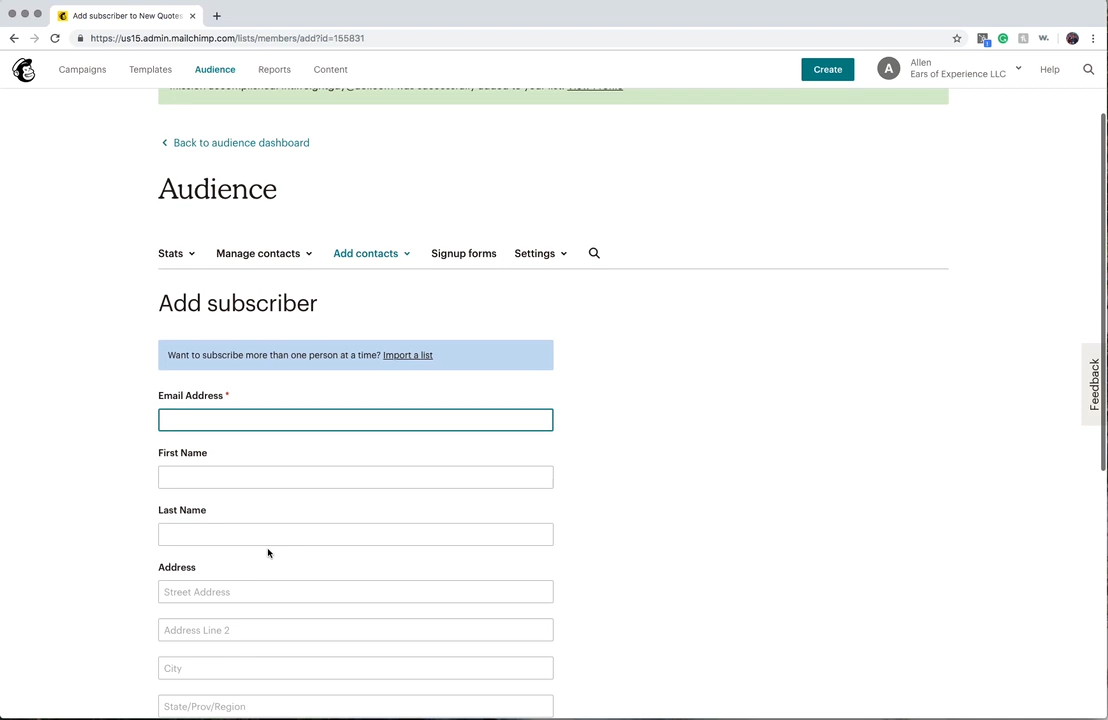 Add subscriber to New Quotes
https://us15.admin.mailchimp.com/lists/members/add?id=155831
Campaigns
Templates
Audience
Reports
Content
Create
A
Allen
Ears of Experience LLC
Help
Back to audience dashboard
Audience
Stats
Manage contacts
Add contacts
Signup forms
Settings
Add subscriber
Want to subscribe more than one person at a time? Import a list
Email Address *
First Name
Last Name
Address
Street Address
Address Line 2
City
State/Prov/Region
Feedback